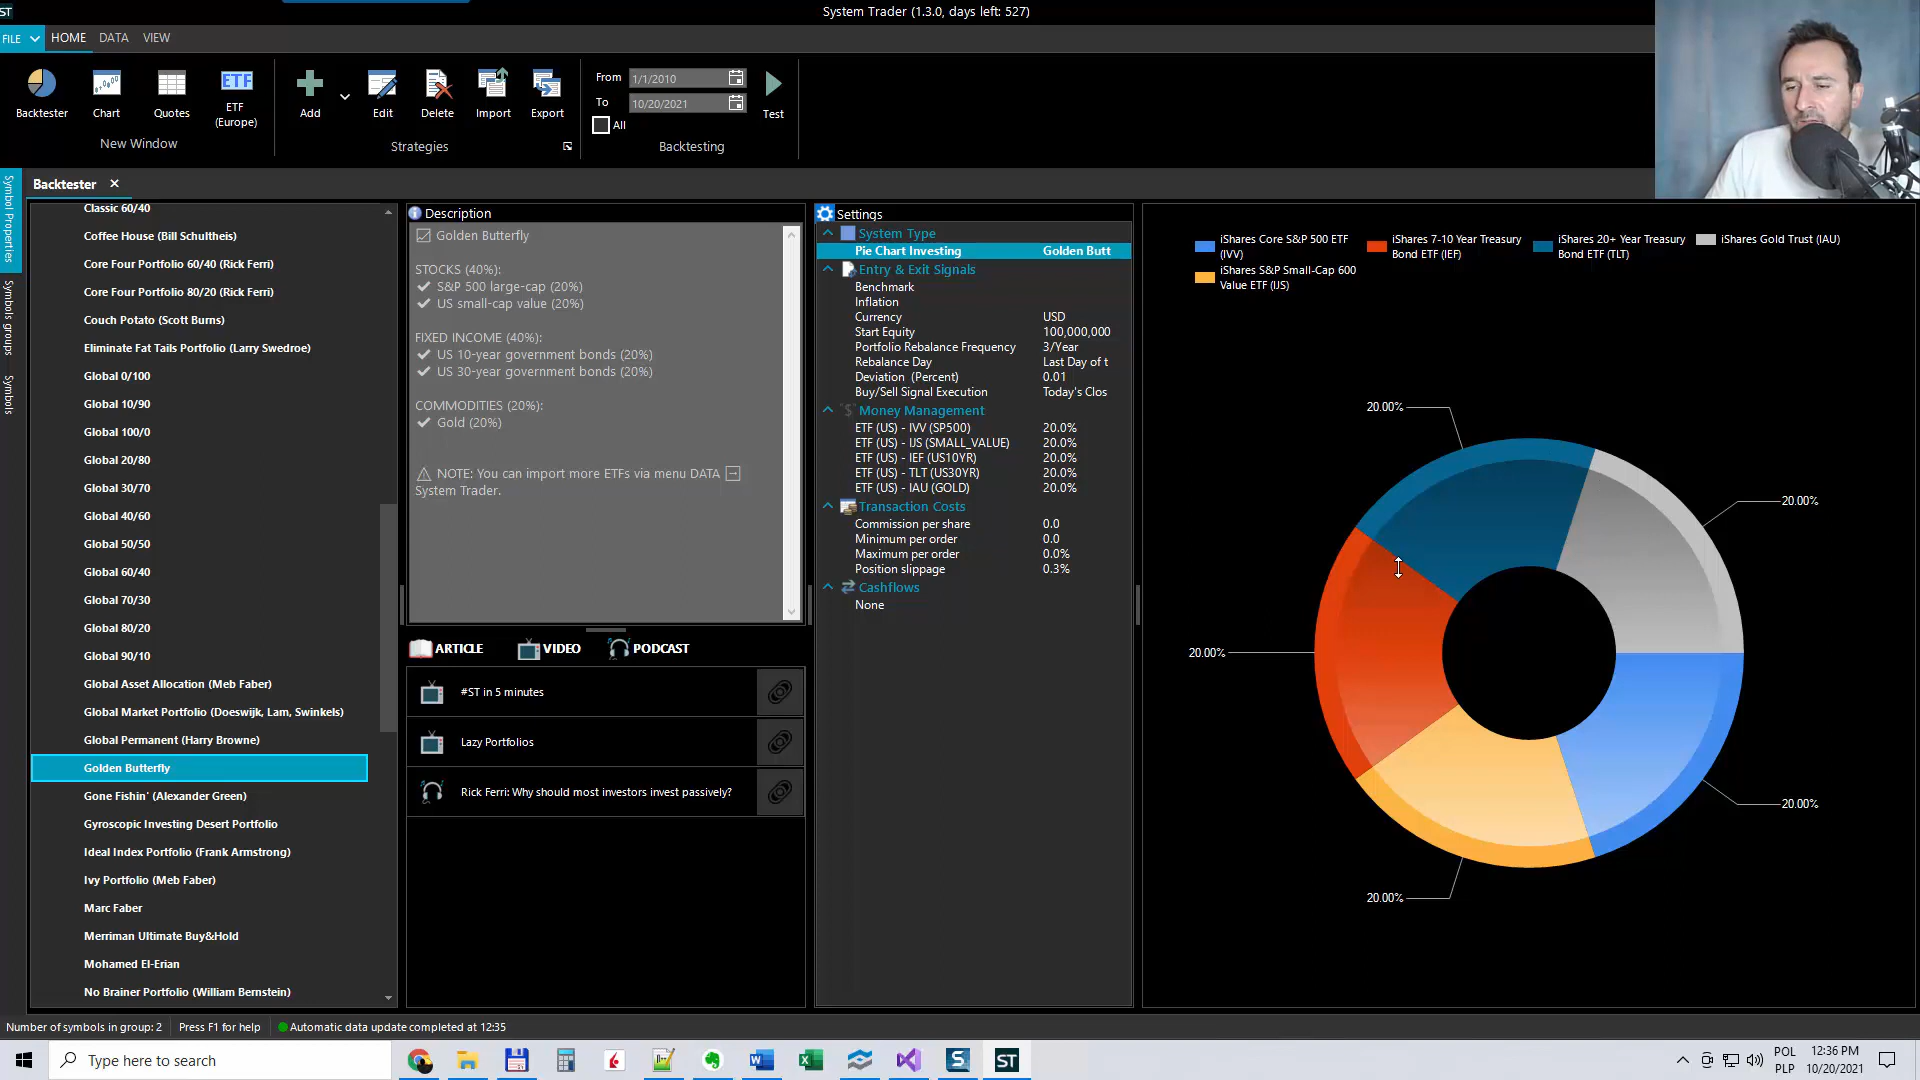 ST
System Trader (1.3.0, days left: 527)
FILE
HOME
DATA
VIEW
Backtester
Chart
Quotes
ETF
ETF
(Europe)
New Window
Add
Edit
Delete
Import
Export
Strategies
From 1/1/2010
To 10/20/2021
All
Test
Backtesting
Symbol Properties
Symbols groups
Symbols
Backtester
Classic 60/40
Coffee House (Bill Schultheis)
Core Four Portfolio 60/40 (Rick Ferri)
Core Four Portfolio 80/20 (Rick Ferri)
Couch Potato (Scott Burns)
Eliminate Fat Tails Portfolio (Larry Swedroe)
Global 0/100
Global 10/90
Global 100/0
Global 20/80
Global 30/70
Global 40/60
Global 50/50
Global 60/40
Global 70/30
Global 80/20
Global 90/10
Global Asset Allocation (Meb Faber)
Global Market Portfolio (Doeswijk, Lam, Swinkels)
Global Permanent (Harry Browne)
Golden Butterfly
Gone Fishin' (Alexander Green)
Gyroscopic Investing Desert Portfolio
Ideal Index Portfolio (Frank Armstrong)
Ivy Portfolio (Meb Faber)
Marc Faber
Merriman Ultimate Buy&Hold
Mohamed El-Erian
No Brainer Portfolio (William Bernstein)
Description
Golden Butterfly
STOCKS (40%):
S&P 500 large-cap (20%)
US small-cap value (20%)
FIXED INCOME (40%):
US 10-year government bonds (20%)
US 30-year government bonds (20%)
COMMODITIES (20%):
Gold (20%)
NOTE: You can import more ETFs via menu DATA
System Trader.
ARTICLE
VIDEO
PODCAST
#ST in 5 minutes
Lazy Portfolios
Rick Ferri: Why should most investors invest passively?
Settings
System Type
Pie Chart Investing Golden Butt
Entry & Exit Signals
Benchmark
Inflation
Currency USD
Start Equity 100,000,000
Portfolio Rebalance Frequency 3/Year
Rebalance Day Last Day of t
Deviation (Percent) 0.01
Buy/Sell Signal Execution Today's Clos
Money Management
ETF (US) - IVV (SP500) 20.0%
ETF (US) - IJS (SMALL_VALUE) 20.0%
ETF (US) - IEF (US10YR) 20.0%
ETF (US) - TLT (US30YR) 20.0%
ETF (US) - IAU (GOLD) 20.0%
Transaction Costs
Commission per share 0.0
Minimum per order 0.0
Maximum per order 0.0%
Position slippage 0.3%
Cashflows
None
iShares Core S&P 500 ETF
(IVV)
iShares 7-10 Year Treasury
Bond ETF (IEF)
iShares 20+ Year Treasury
Bond ETF (TLT)
iShares Gold Trust (IAU)
iShares S&P Small-Cap 600
Value ETF (IJS)
20.00%
20.00%
20.00%
20.00%
20.00%
Number of symbols in group: 2
Press F1 for help
Automatic data update completed at 12:35
Type here to search
ST
POL
PLP
12:36 PM
10/20/2021